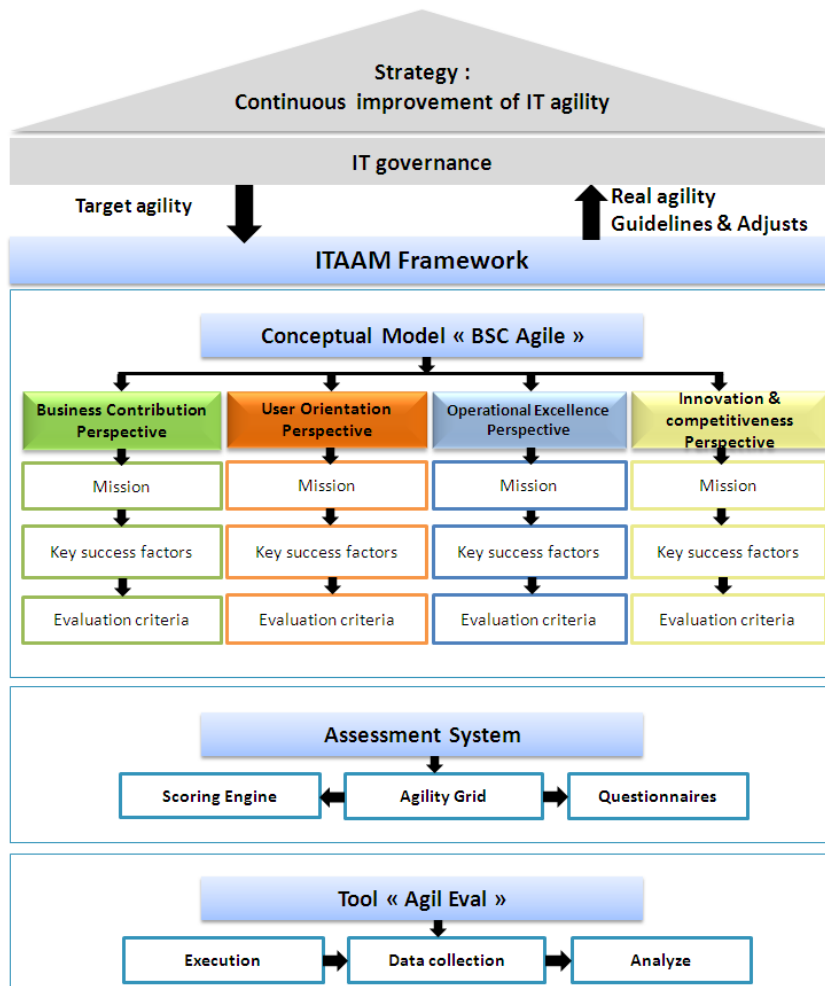 Strategy :
Continuous improvement of IT agility
IT governance
Target agility
Real agility
Guidelines & Adjusts
ITAAM Framework
Conceptual Model « BSC Agile »
Business Contribution
Perspective
User Orientation
Perspective
Operational Excellence
Perspective
Innovation &
competitiveness
Perspective
Mission
Mission
Mission
Mission
Key success factors
Key success factors
Key success factors
Key success factors
Evaluation criteria
Evaluation criteria
Evaluation criteria
Evaluation criteria
Assessment System
Scoring Engine
Agility Grid
Questionnaires
Tool « Agil Eval »
Execution
Data collection
Analyze